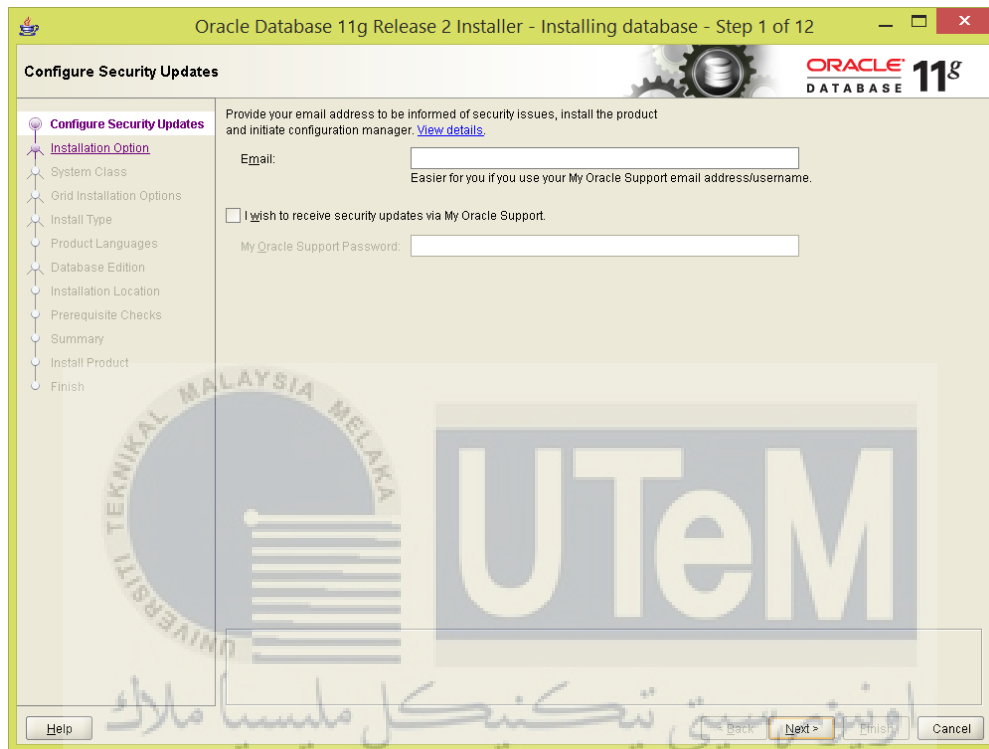 Oracle Database 11g Release 2 Installer - Installing database - Step 1 of 12
Configure Security Updates
ORACLE
DATABASE
11g
Configure Security Updates
Installation Option
System Class
Grid Installation Options
Install Type
Product Languages
Database Edition
Installation Location
Prerequisite Checks
Summary
Install Product
Finish
Provide your email address to be informed of security issues, install the product
and initiate configuration manager. View details.
Email:
Easier for you if you use your My Oracle Support email address/username.
I wish to receive security updates via My Oracle Support.
My Oracle Support Password:
UNIVERSITI TEKNIKAL MALAYSIA MELAKA
UTeM
اونيۏرسيتي تيكنيكل مليسيا ملاك
Help
< Back
Next >
Finish
Cancel